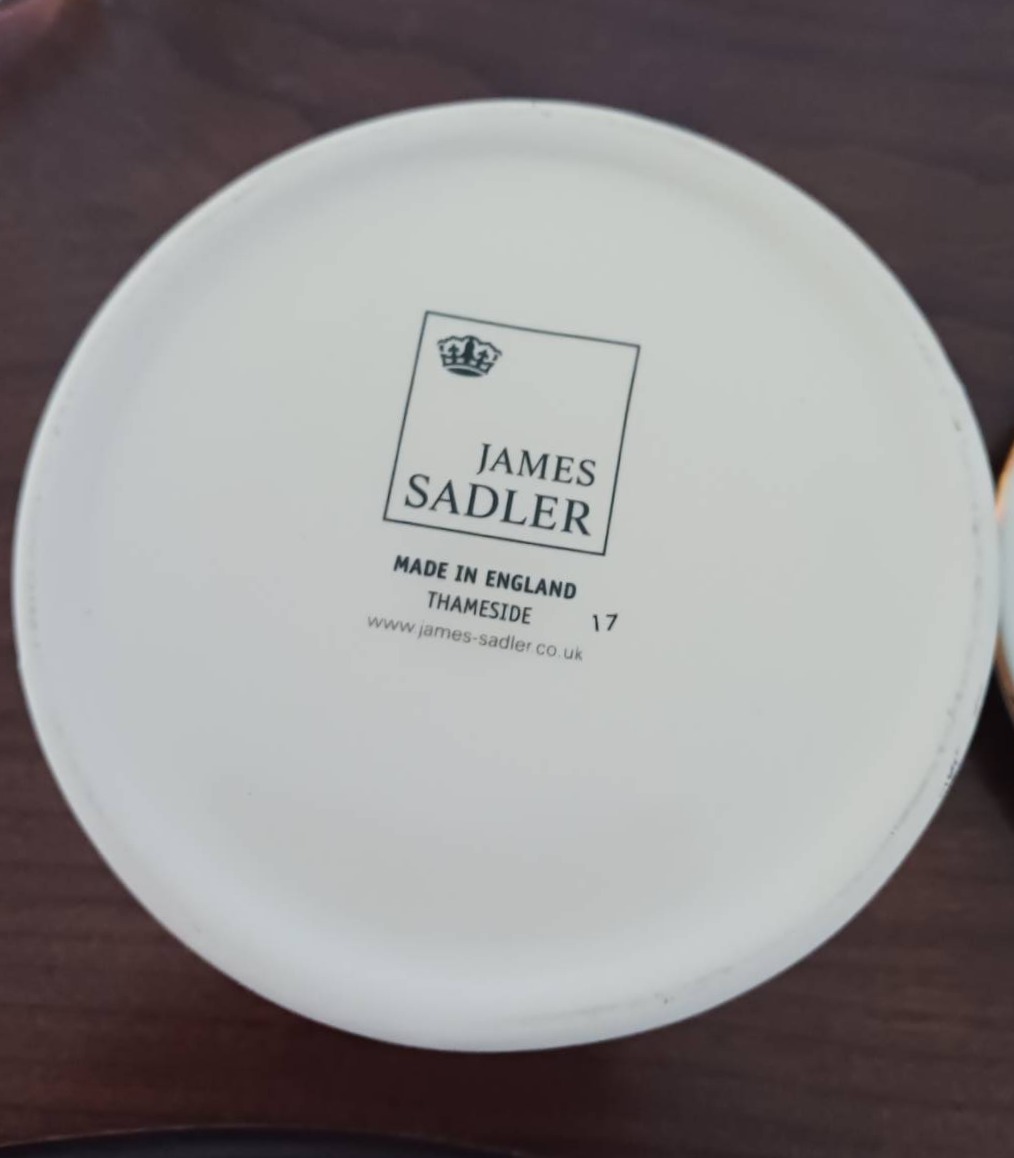 JAMES
SADLER
MADE IN ENGLAND
THAMESIDE 17
www.james-sadler.co.uk